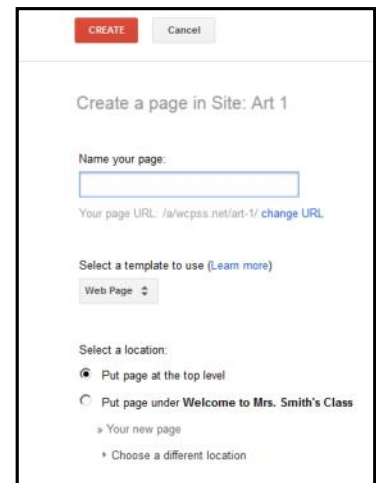 CREATE Cancel
Create a page in Site: Art 1
Name your page:
Your page URL: /a/wcpss.net/art-1/ change URL
Select a template to use (Learn more)
Web Page
Select a location:
Put page at the top level
Put page under Welcome to Mrs. Smith's Class
» Your new page
Choose a different location